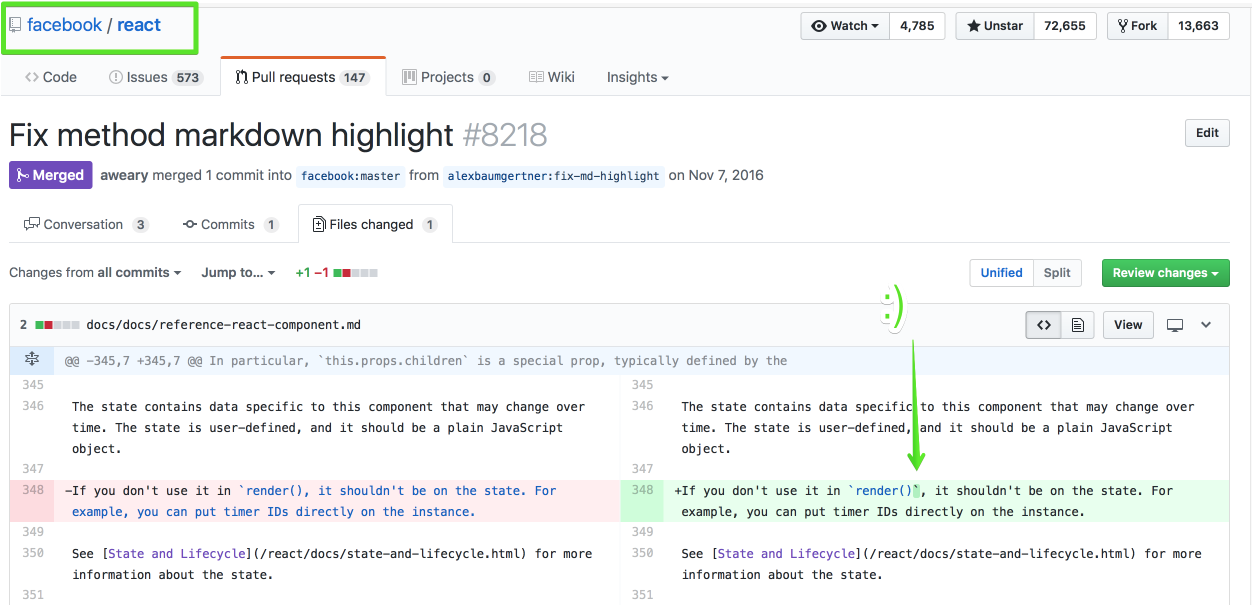 facebook / react
Watch 4,785 Unstar 72,655 Fork 13,663
Code Issues 573 Pull requests 147 Projects 0 Wiki Insights
Fix method markdown highlight #8218
Edit
Merged aweary merged 1 commit into facebook:master from alexbaumgertner:fix-md-highlight on Nov 7, 2016
Conversation 3 Commits 1 Files changed 1
Changes from all commits Jump to... +1 −1
Unified Split Review changes
:)
2 docs/docs/reference-react-component.md
<> View
@@ -345,7 +345,7 @@ In particular, `this.props.children` is a special prop, typically defined by the
345
346 The state contains data specific to this component that may change over
time. The state is user-defined, and it should be a plain JavaScript
object.
347
348 -If you don't use it in `render(), it shouldn't be on the state. For
example, you can put timer IDs directly on the instance.
349
350 See [State and Lifecycle](/react/docs/state-and-lifecycle.html) for more
information about the state.
351
345
346 The state contains data specific to this component that may change over
time. The state is user-defined, and it should be a plain JavaScript
object.
347
348 +If you don't use it in `render()`, it shouldn't be on the state. For
example, you can put timer IDs directly on the instance.
349
350 See [State and Lifecycle](/react/docs/state-and-lifecycle.html) for more
information about the state.
351